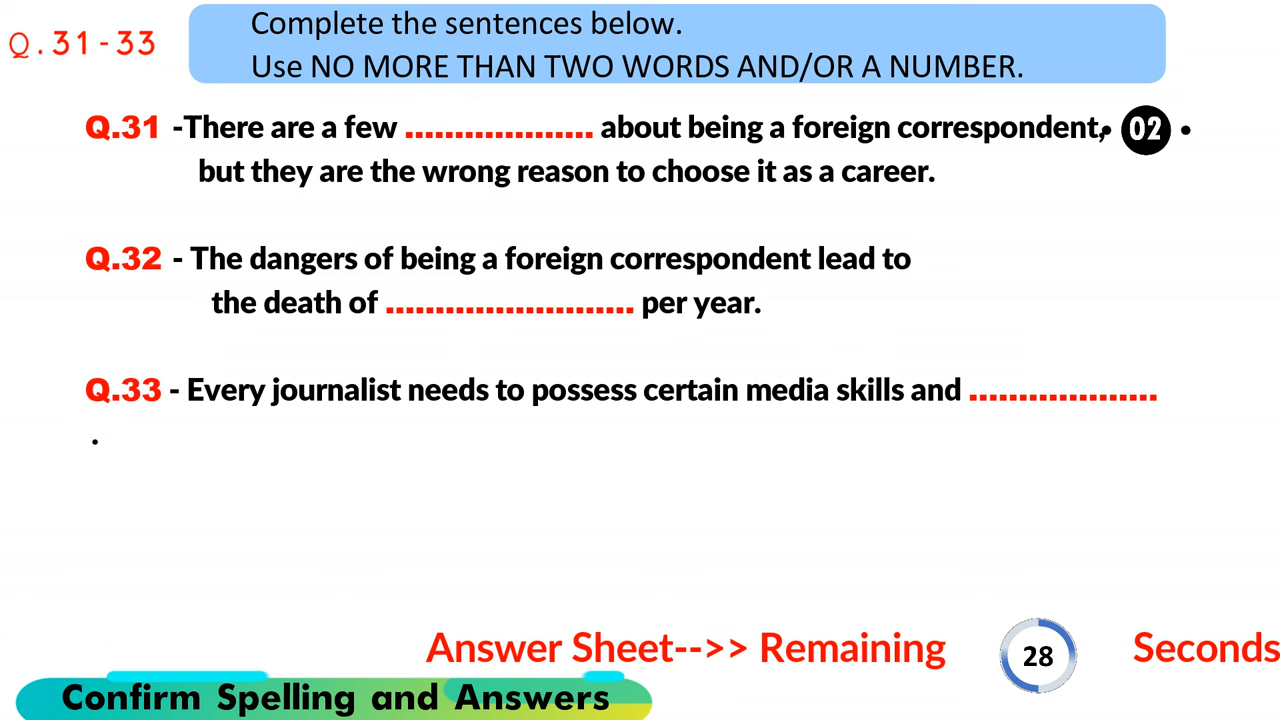 Q.31-33
Complete the sentences below.
Use NO MORE THAN TWO WORDS AND/OR A NUMBER.
Q.31 -There are a few ................... about being a foreign correspondent, • 02 •
but they are the wrong reason to choose it as a career.
Q.32 - The dangers of being a foreign correspondent lead to
the death of ......................... per year.
Q.33 - Every journalist needs to possess certain media skills and ...................
.
Answer Sheet-->> Remaining 28 Seconds
Confirm Spelling and Answers